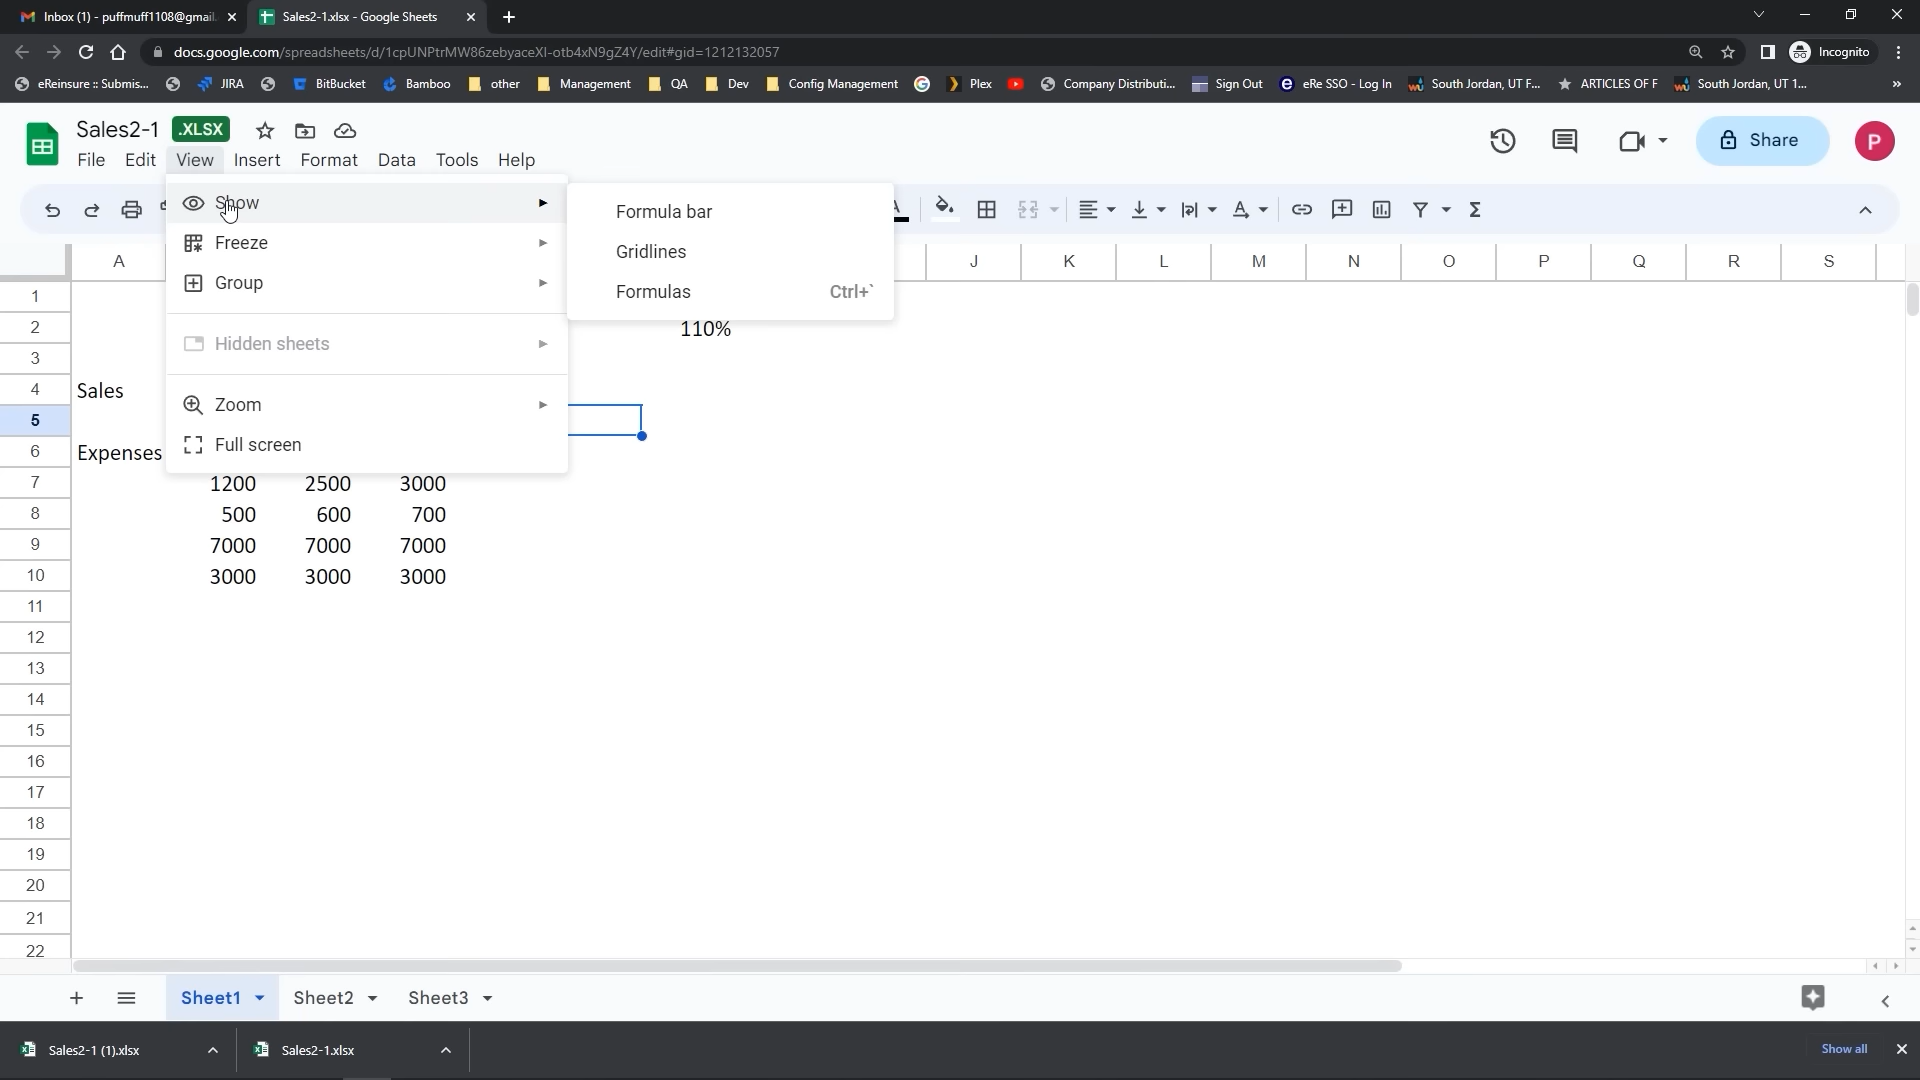 Inbox (1) - puffmuff1108@gmail.
Sales2-1.xlsx - Google Sheets
docs.google.com/spreadsheets/d/1cpUNPtrMW86zebyaceXI-otb4xN9gZ4Y/edit#gid=1212132057
Incognito
eReinsure :: Submis...
JIRA
BitBucket
Bamboo
other
Management
QA
Dev
Config Management
Plex
Company Distributi...
Sign Out
eRe SSO - Log In
South Jordan, UT F...
ARTICLES OF F
South Jordan, UT 1...
»
Sales2-1 .XLSX
Share
P
File Edit View Insert Format Data Tools Help
Show
Freeze
Group
Hidden sheets
Zoom
Full screen
Formula bar
Gridlines
Formulas Ctrl+`
A J K L M N O P Q R S
1
2 110%
3
4 Sales
5
6 Expenses
7 1200 2500 3000
8 500 600 700
9 7000 7000 7000
10 3000 3000 3000
11
12
13
14
15
16
17
18
19
20
21
22
Sheet1 Sheet2 Sheet3
Sales2-1 (1).xlsx
Sales2-1.xlsx
Show all